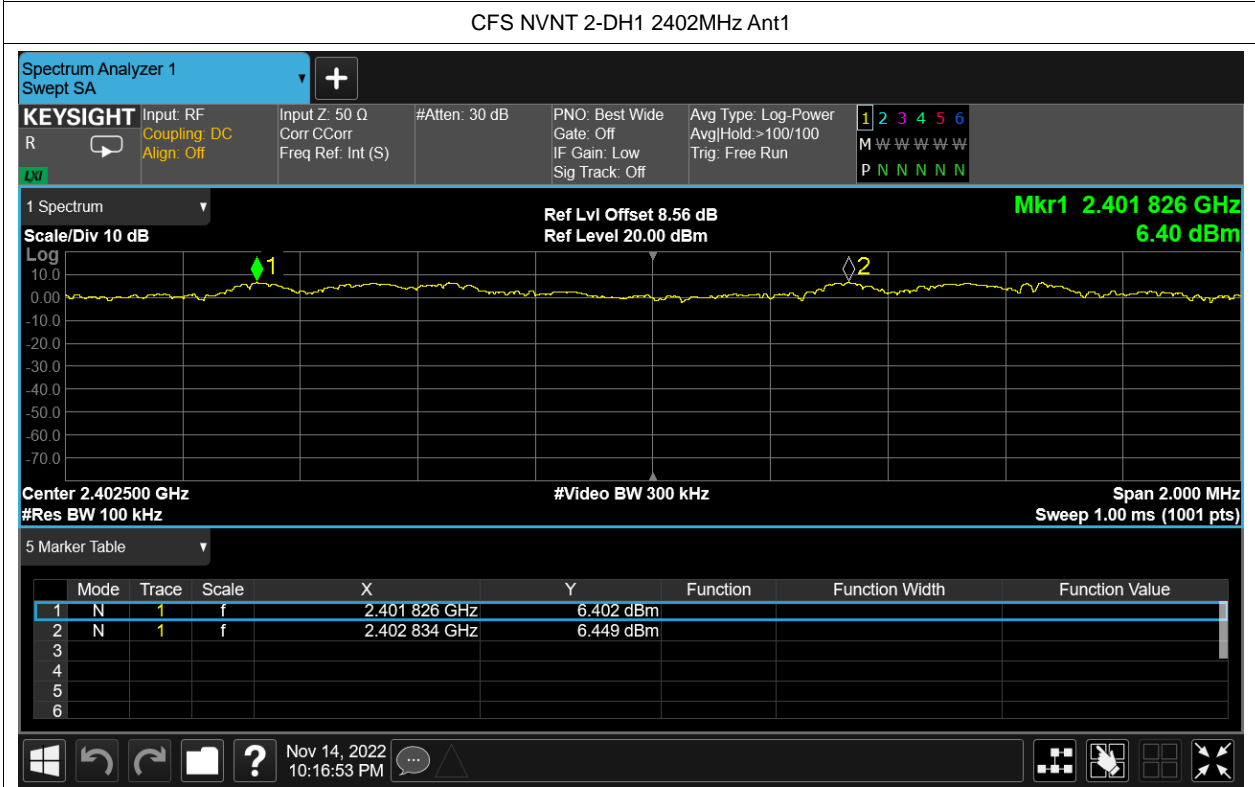 CFS NVNT 2-DH1 2402MHz Ant1
Spectrum Analyzer 1
Swept SA
KEYSIGHT
R
LXI
Input: RF
Coupling: DC
Align: Off
Input Z: 50 Ω
Corr CCorr
Freq Ref: Int (S)
#Atten: 30 dB
PNO: Best Wide
Gate: Off
IF Gain: Low
Sig Track: Off
Avg Type: Log-Power
Avg|Hold:>100/100
Trig: Free Run
1 2 3 4 5 6
M W W W W W W
P N N N N N
1 Spectrum
Scale/Div 10 dB
Ref Lvl Offset 8.56 dB
Ref Level 20.00 dBm
Mkr1 2.401 826 GHz
6.40 dBm
Log
10.0
0.00
-10.0
-20.0
-30.0
-40.0
-50.0
-60.0
-70.0
1
2
Center 2.402500 GHz
#Res BW 100 kHz
#Video BW 300 kHz
Span 2.000 MHz
Sweep 1.00 ms (1001 pts)
5 Marker Table
Mode Trace Scale X Y Function Function Width Function Value
1 N 1 f 2.401 826 GHz 6.402 dBm
2 N 1 f 2.402 834 GHz 6.449 dBm
3
4
5
6
?
Nov 14, 2022
10:16:53 PM